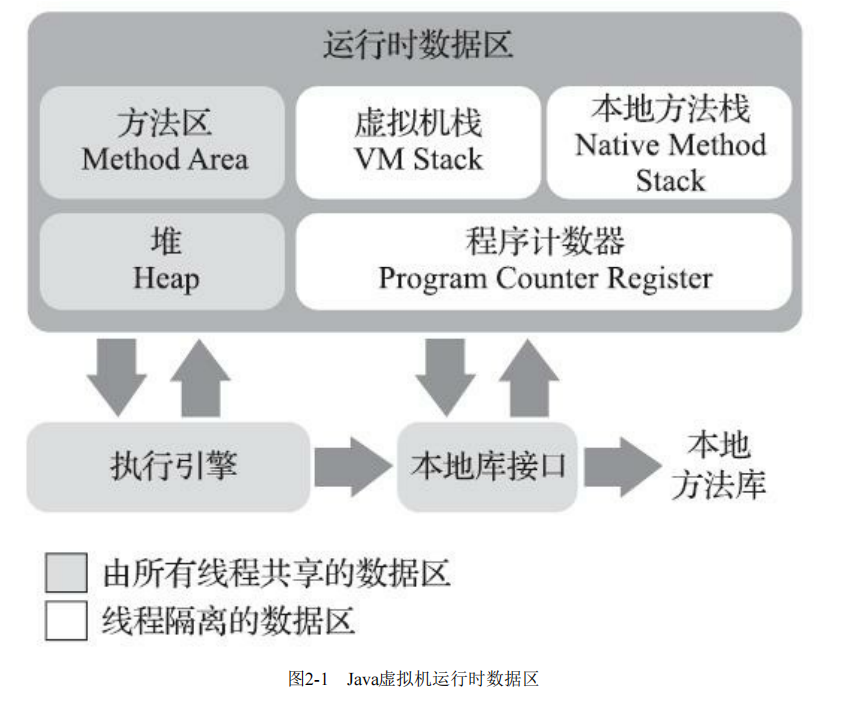 运行时数据区
方法区
Method Area
虚拟机栈
VM Stack
本地方法栈
Native Method
Stack
堆
Heap
程序计数器
Program Counter Register
执行引擎
本地库接口
本地
方法库
由所有线程共享的数据区
线程隔离的数据区
图2-1 Java虚拟机运行时数据区